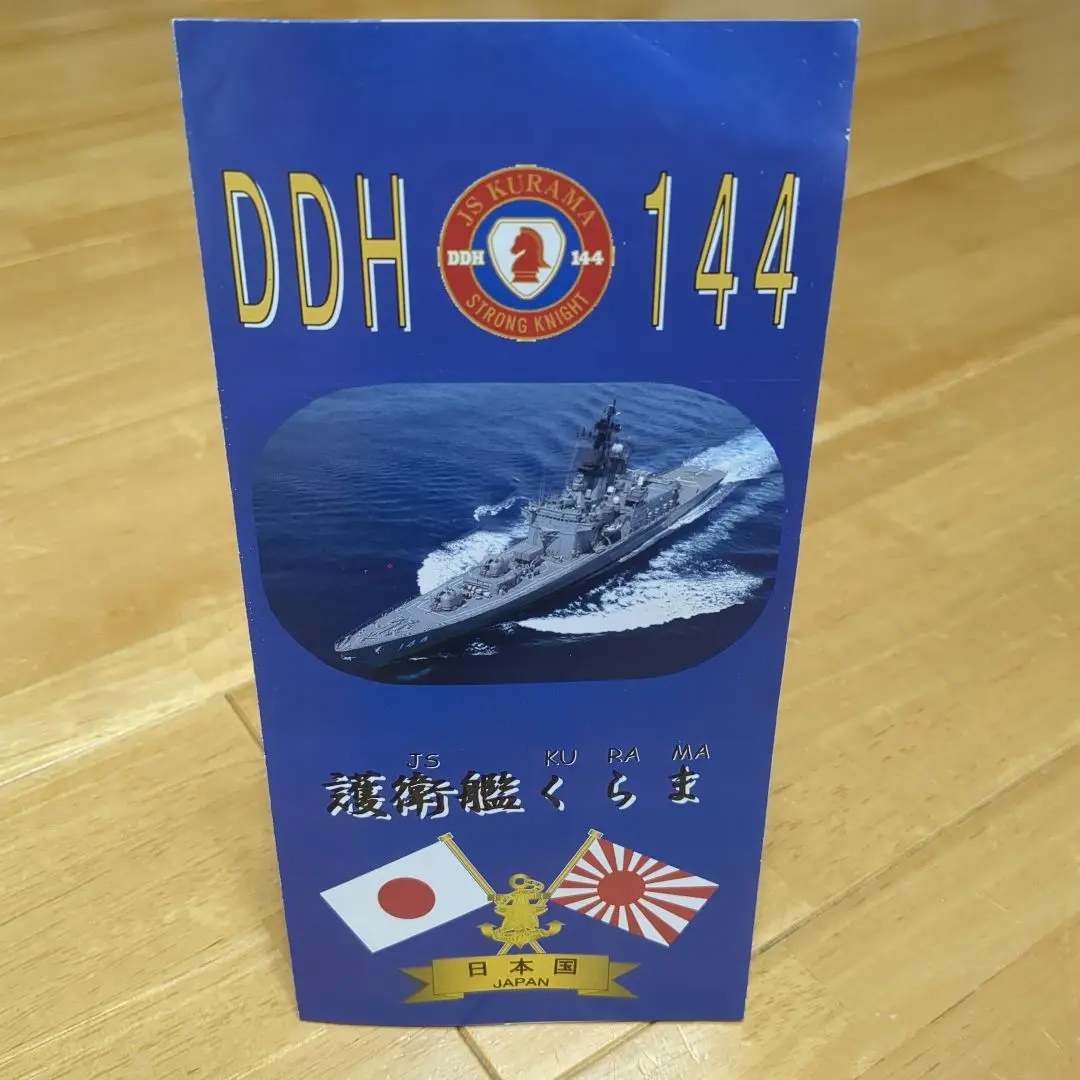 DDH 144
JS KURAMA
DDH 144
STRONG KNIGHT
144
JS KU RA MA
護衛艦くらま
日本国
JAPAN